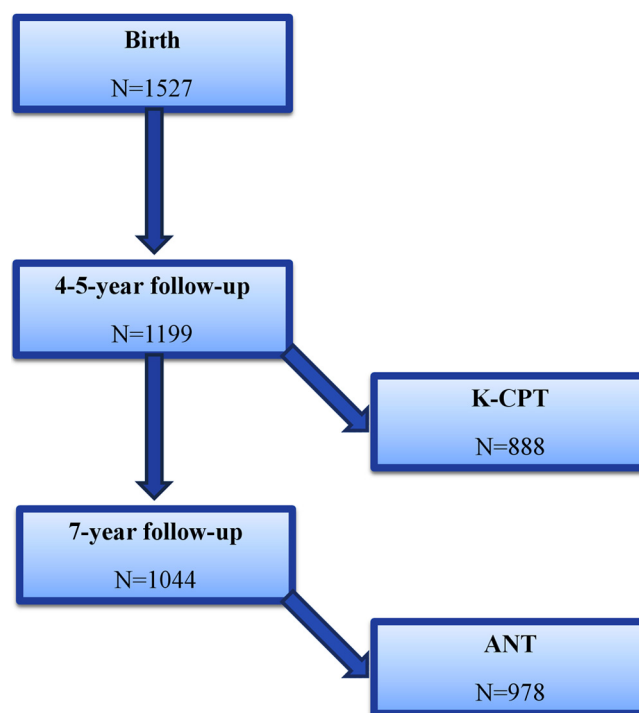 Birth
N=1527
4-5-year follow-up
N=1199
K-CPT
N=888
7-year follow-up
N=1044
ANT
N=978